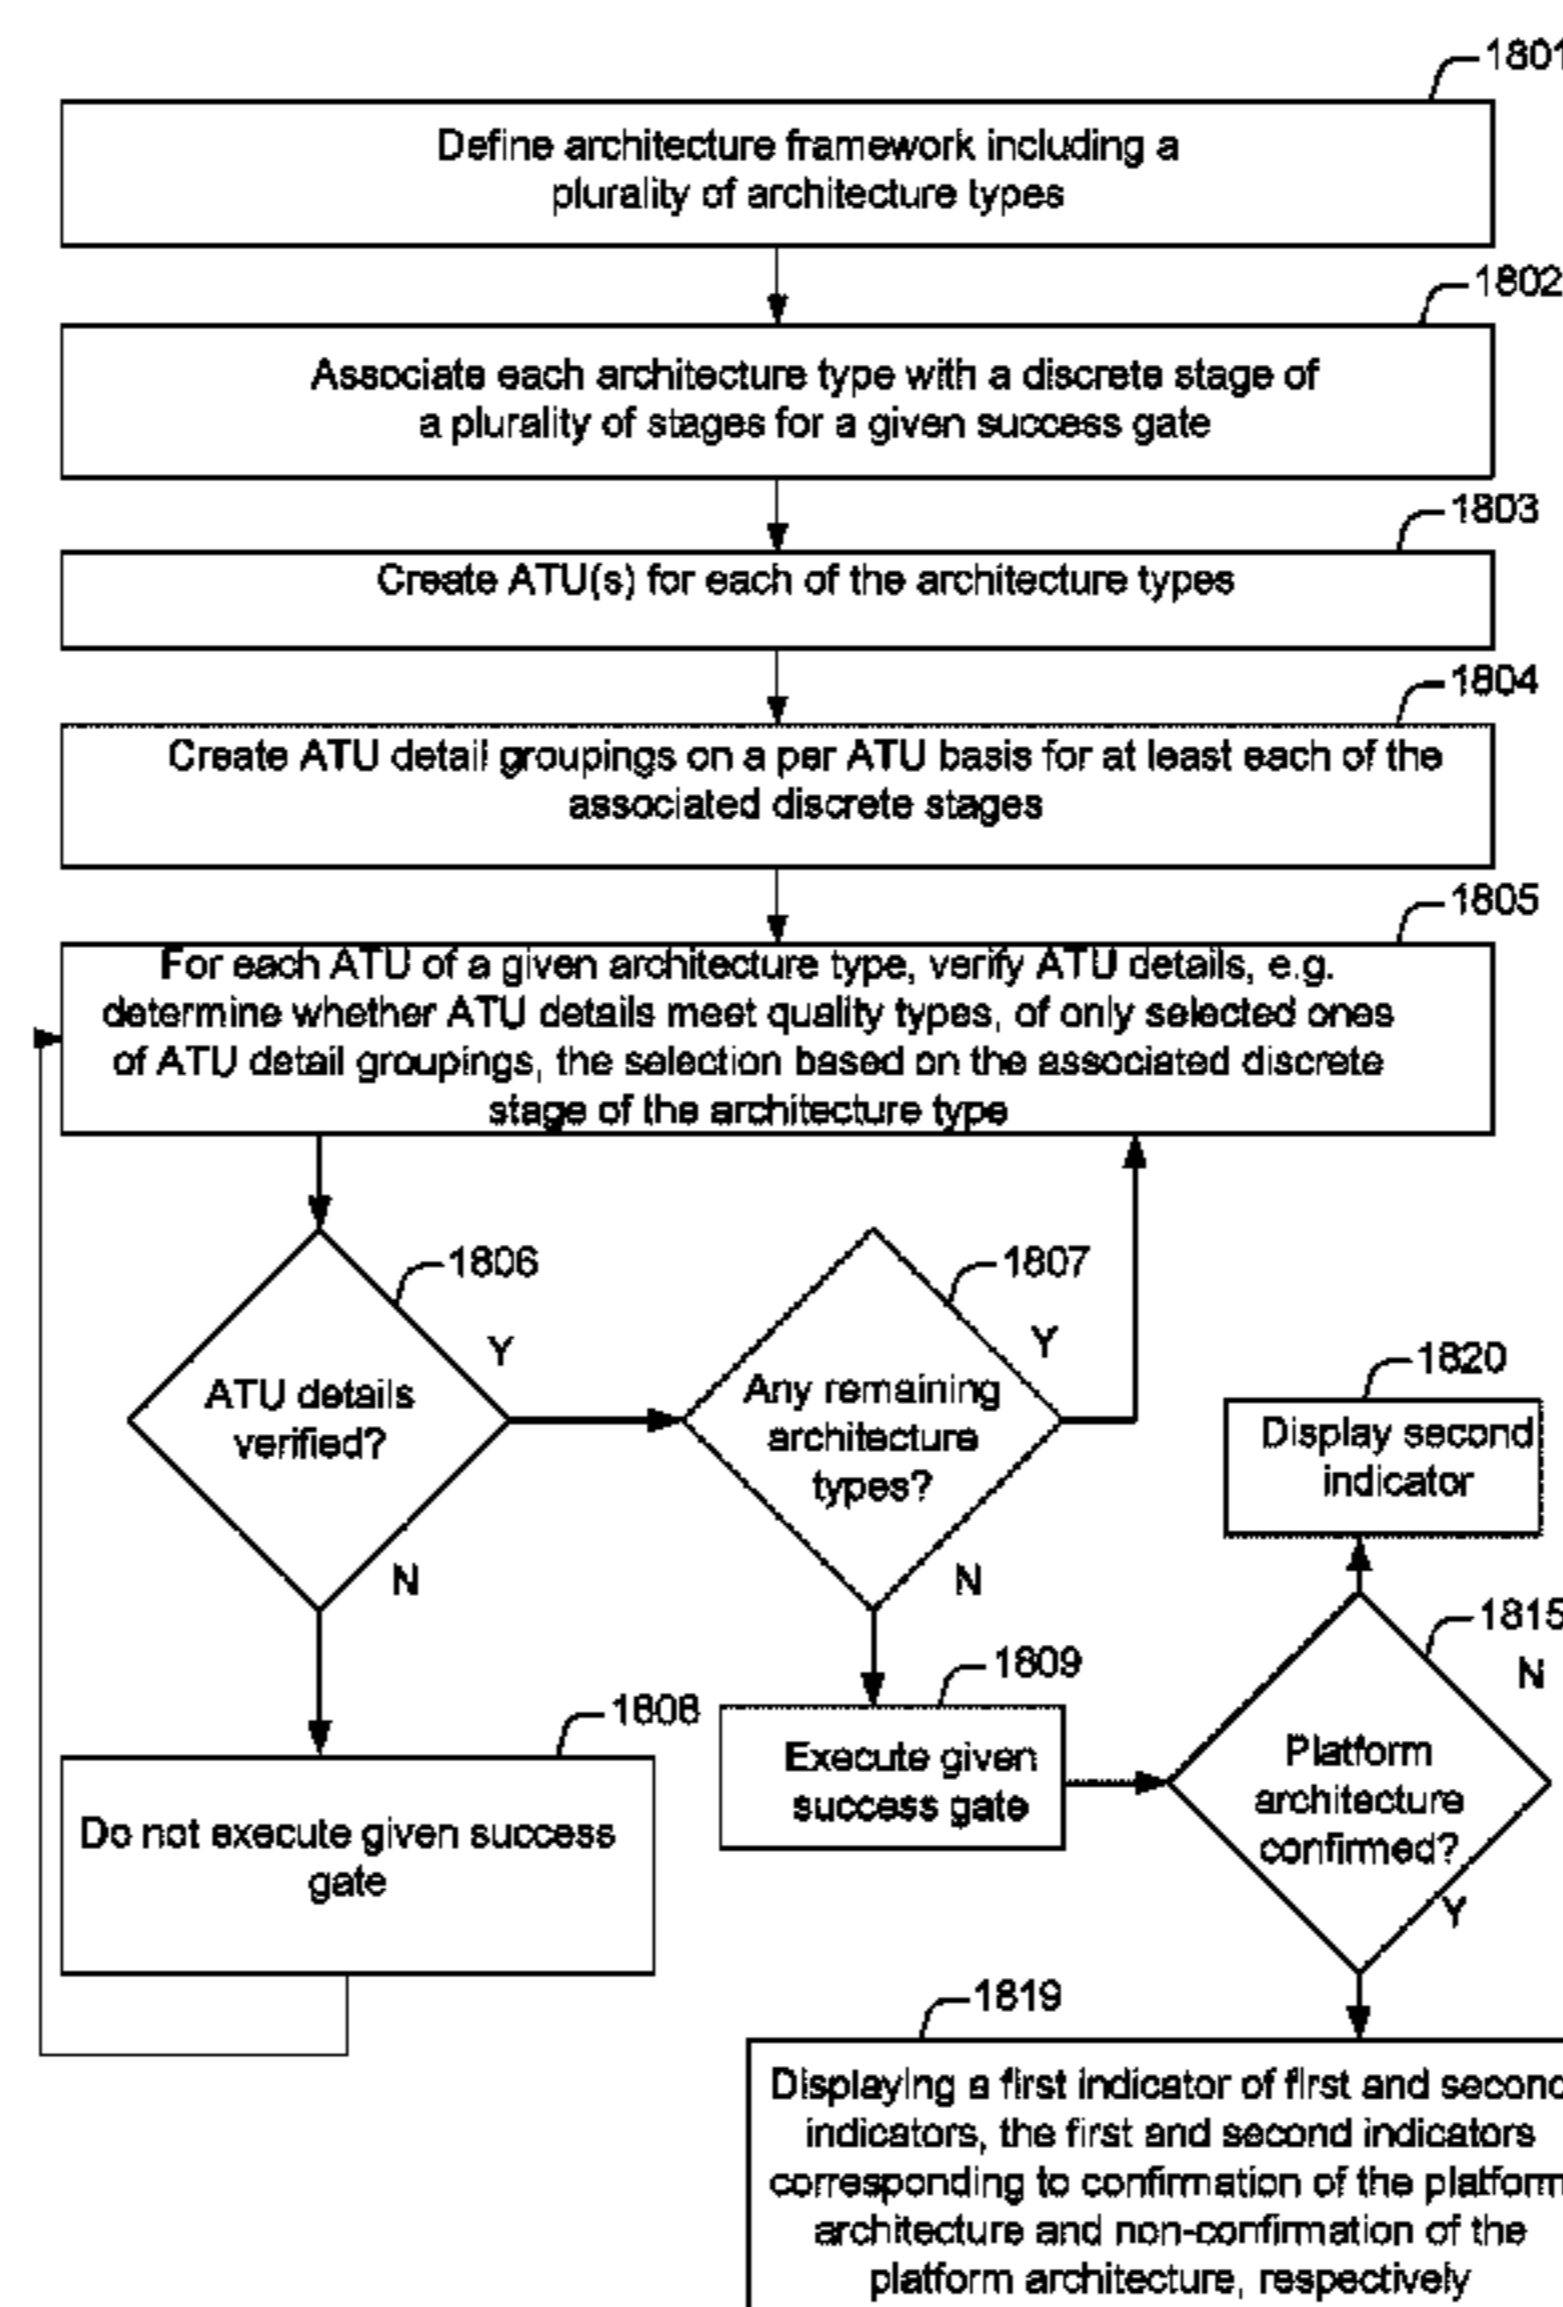 1801
Define architecture framework including a
plurality of architecture types
1802
Associate each architecture type with a discrete stage of
a plurality of stages for a given success gate
1803
Create ATU(s) for each of the architecture types
1804
Create ATU detail groupings on a per ATU basis for at least each of the
associated discrete stages
1805
For each ATU of a given architecture type, verify ATU details, e.g.
determine whether ATU details meet quality types, of only selected ones
of ATU detail groupings, the selection based on the associated discrete
stage of the architecture type
1806
Y
ATU details
verified?
N
1807
Y
Any remaining
architecture
types?
N
1820
Display second
indicator
1815
N
Platform
architecture
confirmed?
Y
1809
Execute given
success gate
1808
Do not execute given success
gate
1819
Displaying a first indicator of first and second
indicators, the first and second indicators
corresponding to confirmation of the platform
architecture and non-confirmation of the
platform architecture, respectively